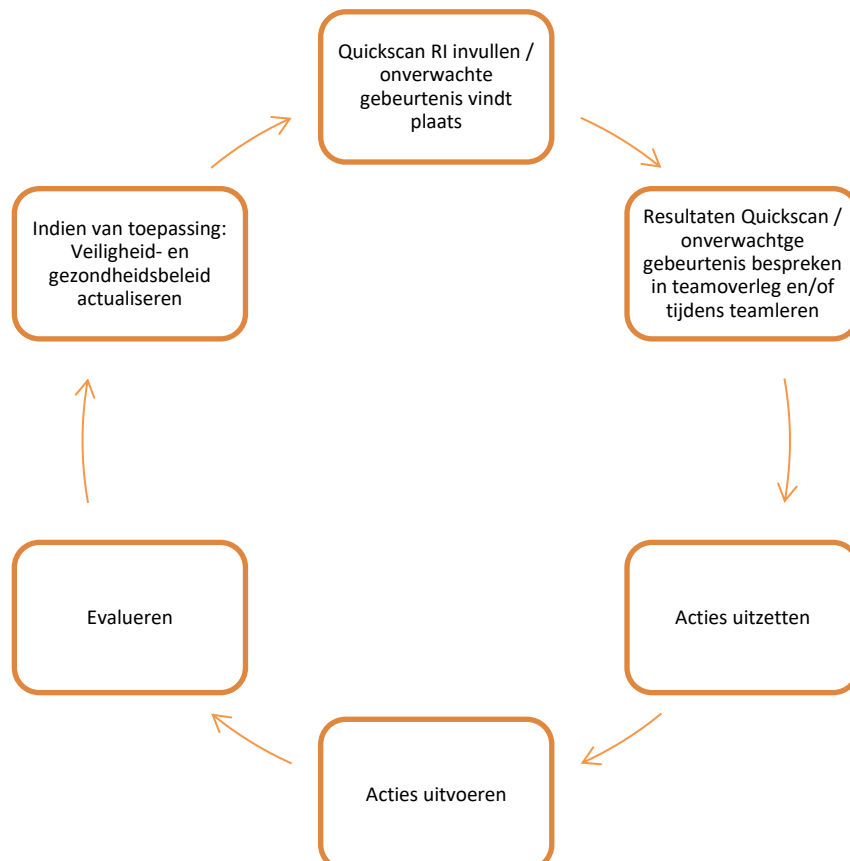 Quickscan RI invullen /
onverwachte
gebeurtenis vindt
plaats
Resultaten Quickscan /
onverwachtge
gebeurtenis bespreken
in teamoverleg en/of
tijdens teamleren
Acties uitzetten
Acties uitvoeren
Evalueren
Indien van toepassing:
Veiligheid- en
gezondheidsbeleid
actualiseren